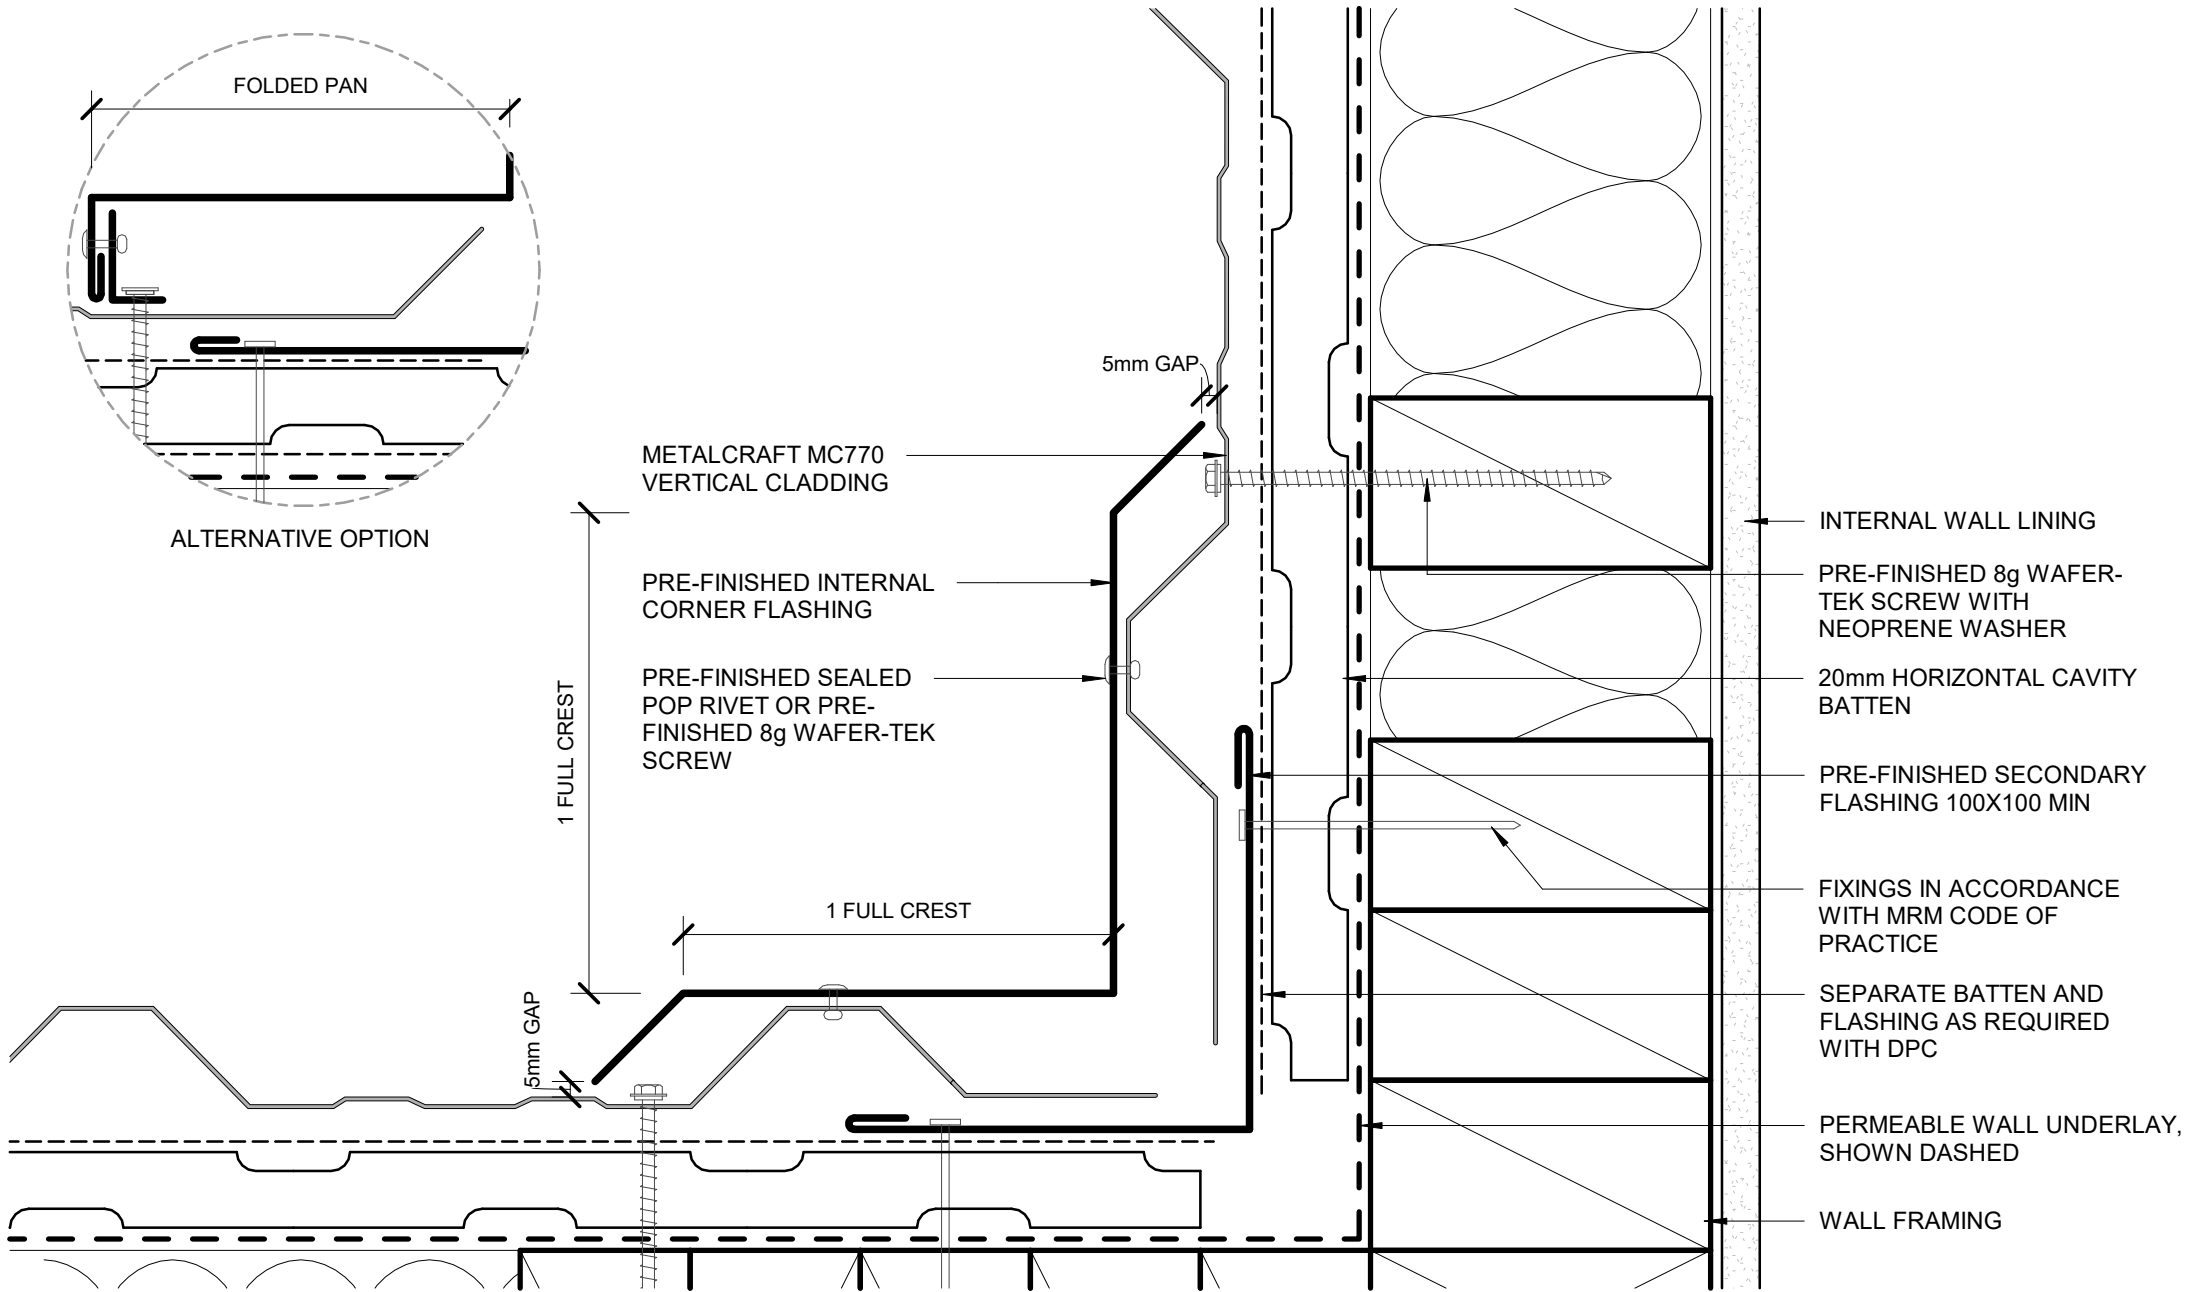 FOLDED PAN
ALTERNATIVE OPTION
5mm GAP
METALCRAFT MC770
VERTICAL CLADDING
PRE-FINISHED INTERNAL
CORNER FLASHING
PRE-FINISHED SEALED
POP RIVET OR PRE-
FINISHED 8g WAFER-TEK
SCREW
1 FULL CREST
1 FULL CREST
5mm GAP
INTERNAL WALL LINING
PRE-FINISHED 8g WAFER-
TEK SCREW WITH
NEOPRENE WASHER
20mm HORIZONTAL CAVITY
BATTEN
PRE-FINISHED SECONDARY
FLASHING 100X100 MIN
FIXINGS IN ACCORDANCE
WITH MRM CODE OF
PRACTICE
SEPARATE BATTEN AND
FLASHING AS REQUIRED
WITH DPC
PERMEABLE WALL UNDERLAY,
SHOWN DASHED
WALL FRAMING